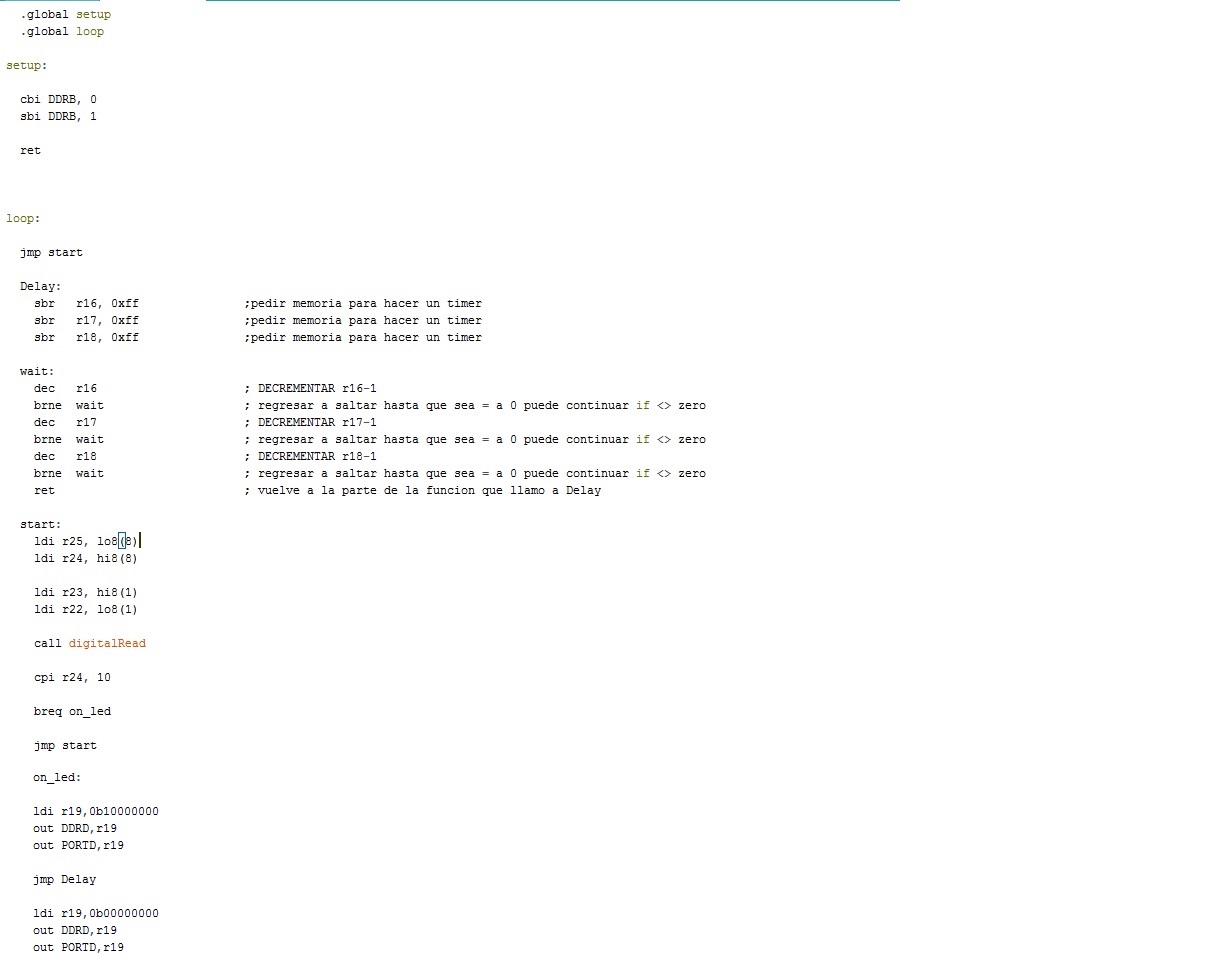 .global setup
.global loop
setup:
cbi DDRB, 0
sbi DDRB, 1
ret
loop:
jmp start
Delay:
sbr r16, 0xff ;pedir memoria para hacer un timer
sbr r17, 0xff ;pedir memoria para hacer un timer
sbr r18, 0xff ;pedir memoria para hacer un timer
wait:
dec r16 ; DECREMENTAR r16-1
brne wait ; regresar a saltar hasta que sea = a 0 puede continuar if <> zero
dec r17 ; DECREMENTAR r17-1
brne wait ; regresar a saltar hasta que sea = a 0 puede continuar if <> zero
dec r18 ; DECREMENTAR r18-1
brne wait ; regresar a saltar hasta que sea = a 0 puede continuar if <> zero
ret ; vuelve a la parte de la funcion que llamo a Delay
start:
ldi r25, lo8(8)
ldi r24, hi8(8)
ldi r23, hi8(1)
ldi r22, lo8(1)
call digitalRead
cpi r24, 10
breq on_led
jmp start
on_led:
ldi r19,0b10000000
out DDRD,r19
out PORTD,r19
jmp Delay
ldi r19,0b00000000
out DDRD,r19
out PORTD,r19